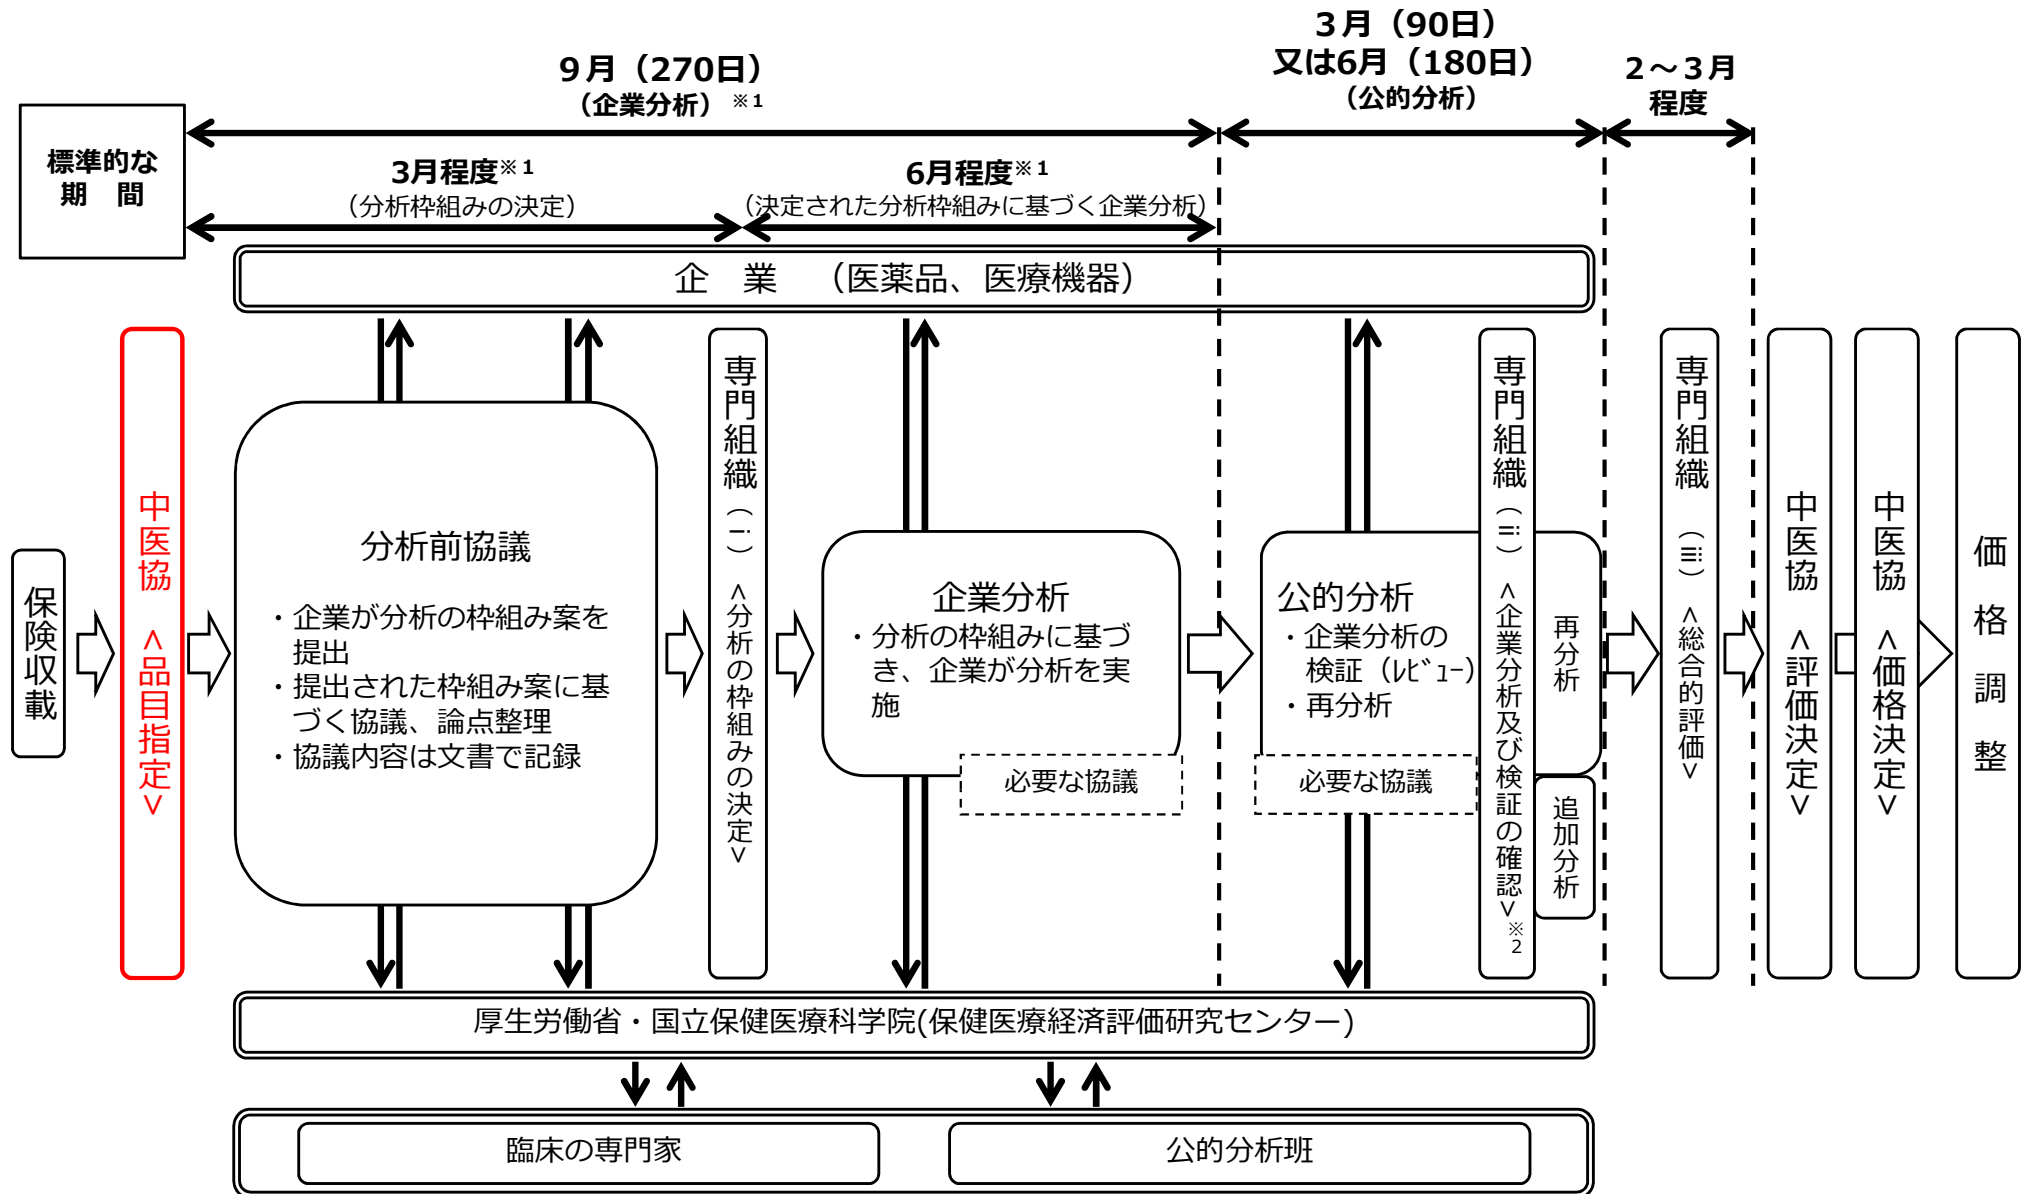 ３月（90日）
又は6月（180日）
（公的分析）
９月（270日）
（企業分析）※１
２～３月
程度
標準的な
期　間
3月程度※１
（分析枠組みの決定）
6月程度※１
（決定された分析枠組みに基づく企業分析）
企　業　（医薬品、医療機器）
保険収載
中医協　<品目指定>
分析前協議
・企業が分析の枠組み案を
提出
・提出された枠組み案に基
づく協議、論点整理
・協議内容は文書で記録
専門組織（ⅰ）<分析の枠組みの決定>
企業分析
・分析の枠組みに基づ
き、企業が分析を実
施
必要な協議
公的分析
・企業分析の
検証（ﾚﾋﾞｭｰ）
・再分析
必要な協議
専門組織（ⅱ）<企業分析及び検証の確認>※2
再分析
追加分析
専門組織（ⅲ）<総合的評価>
中医協　<評価決定>
中医協　<価格決定>
価格調整
厚生労働省・国立保健医療科学院(保健医療経済評価研究センター)
臨床の専門家
公的分析班